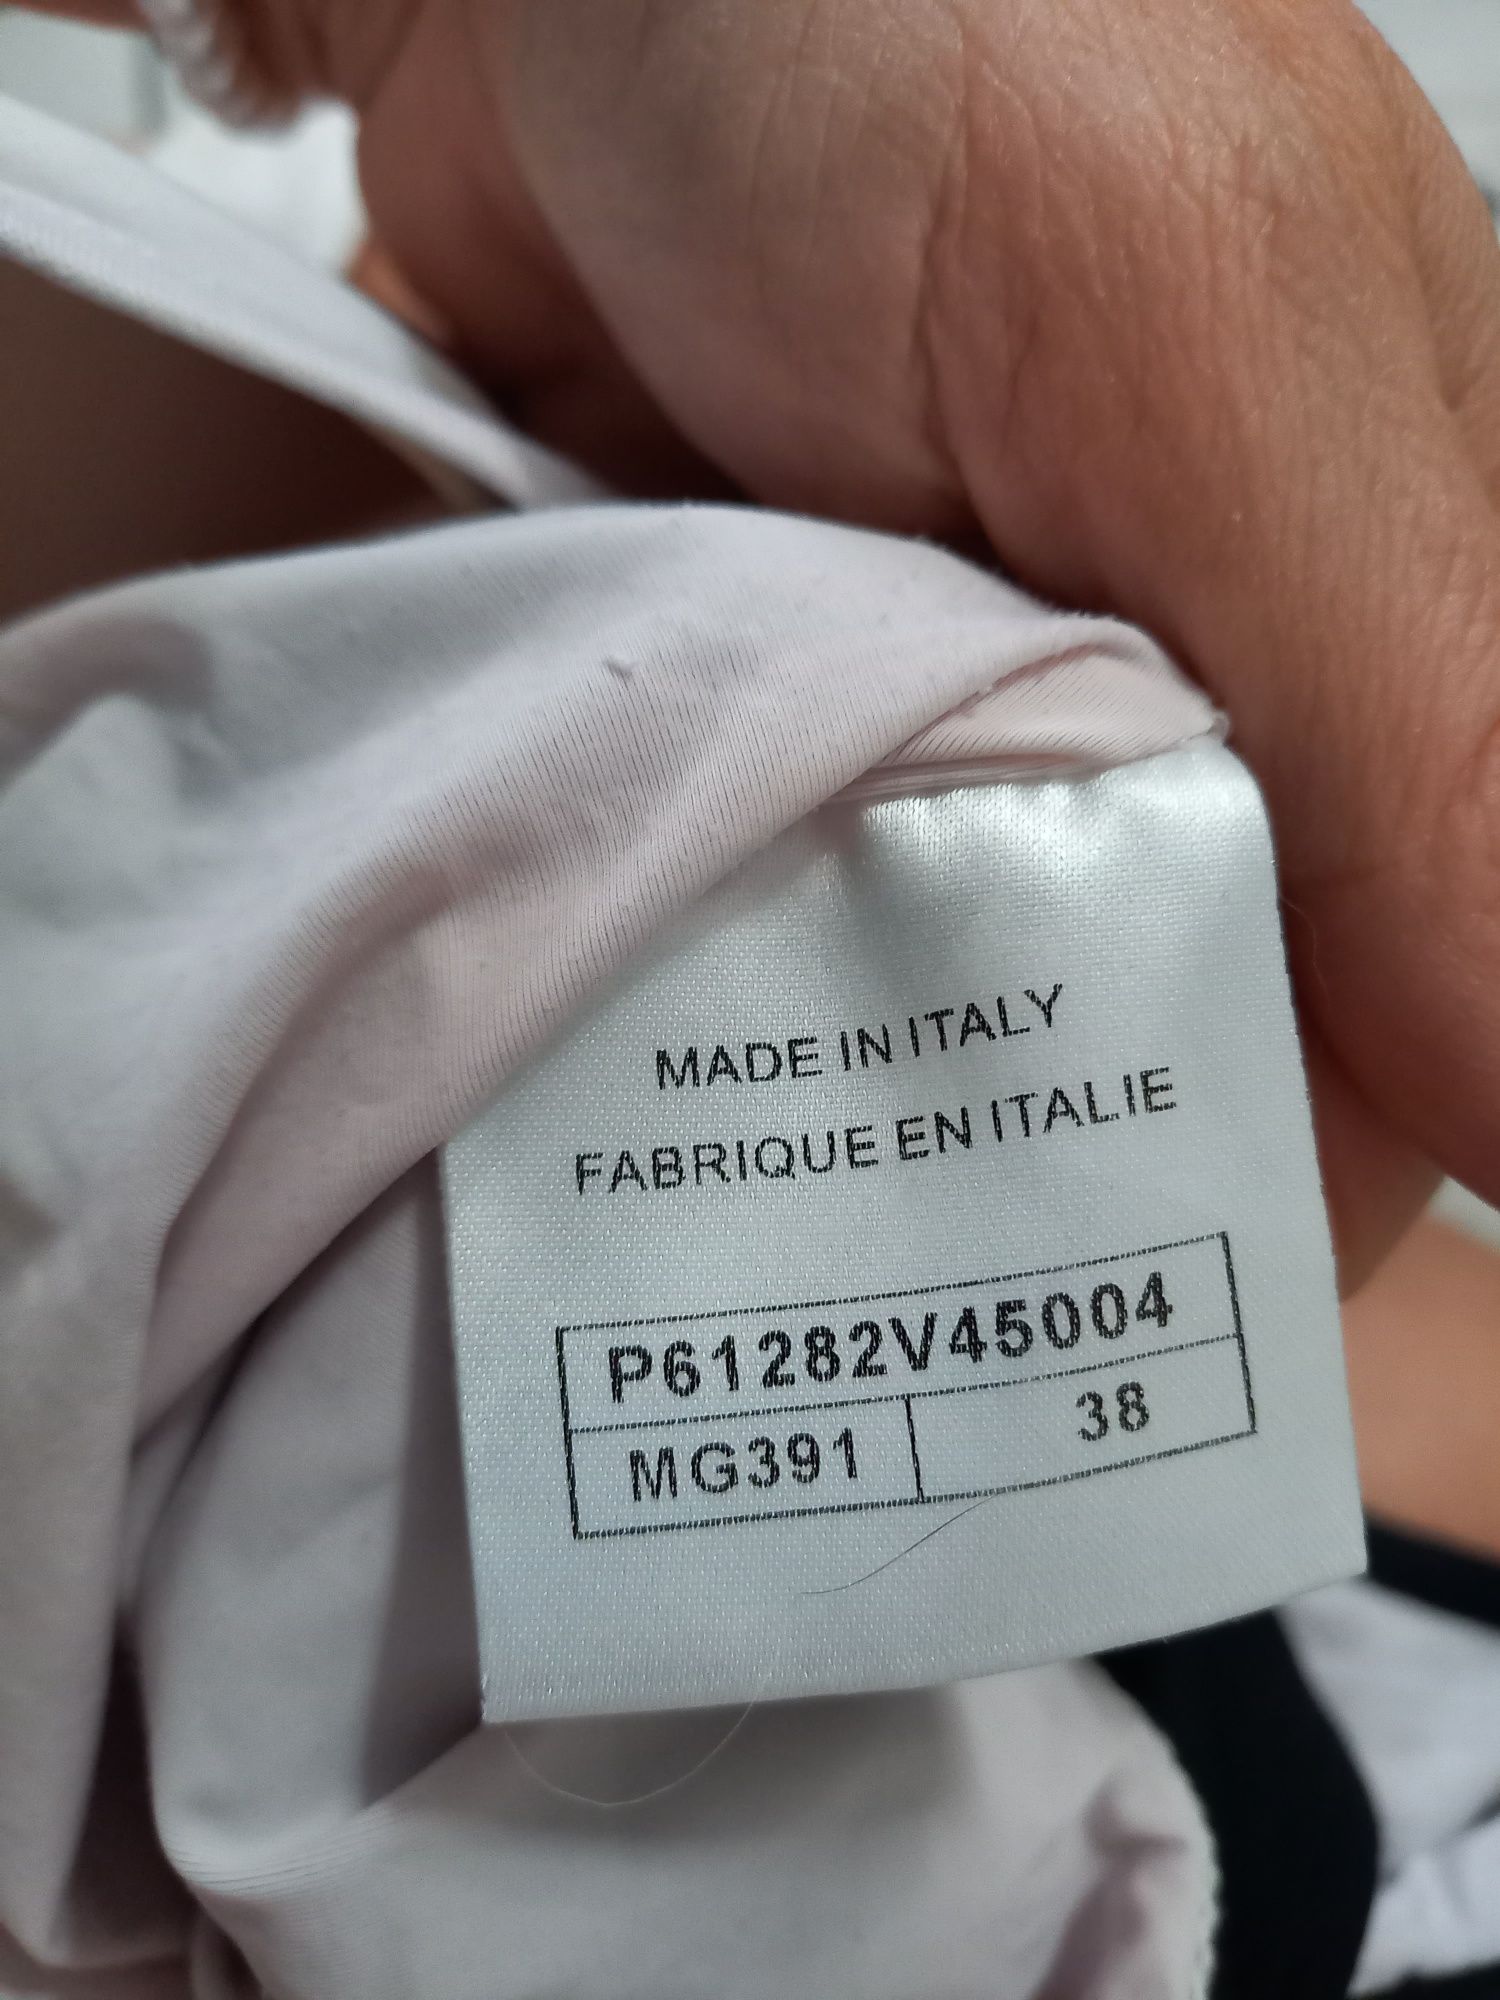 MADE IN ITALY
FABRIQUE EN ITALIE
P61282V45004
MG391 38